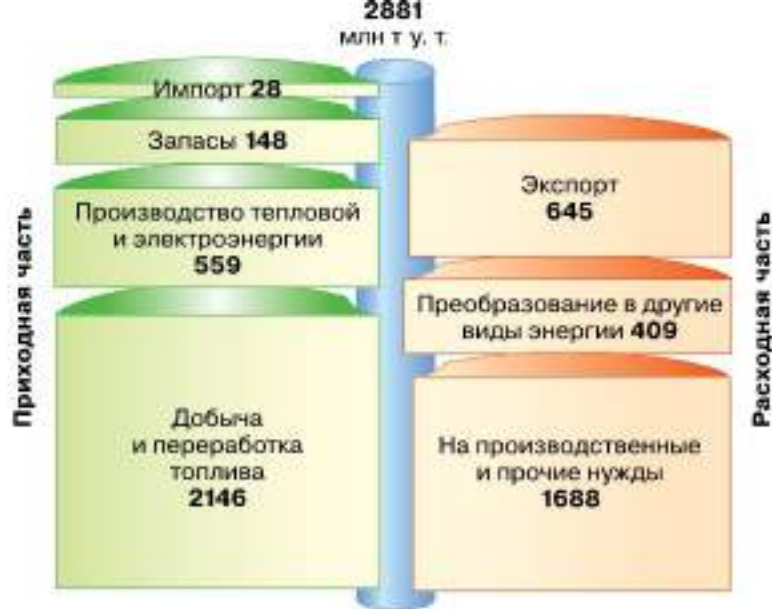 2881
млн т у. т.
Приходная часть
Импорт 28
Запасы 148
Производство тепловой
и электроэнергии
559
Добыча
и переработка
топлива
2146
Экспорт
645
Преобразование в другие
виды энергии 409
На производственные
и прочие нужды
1688
Расходная часть